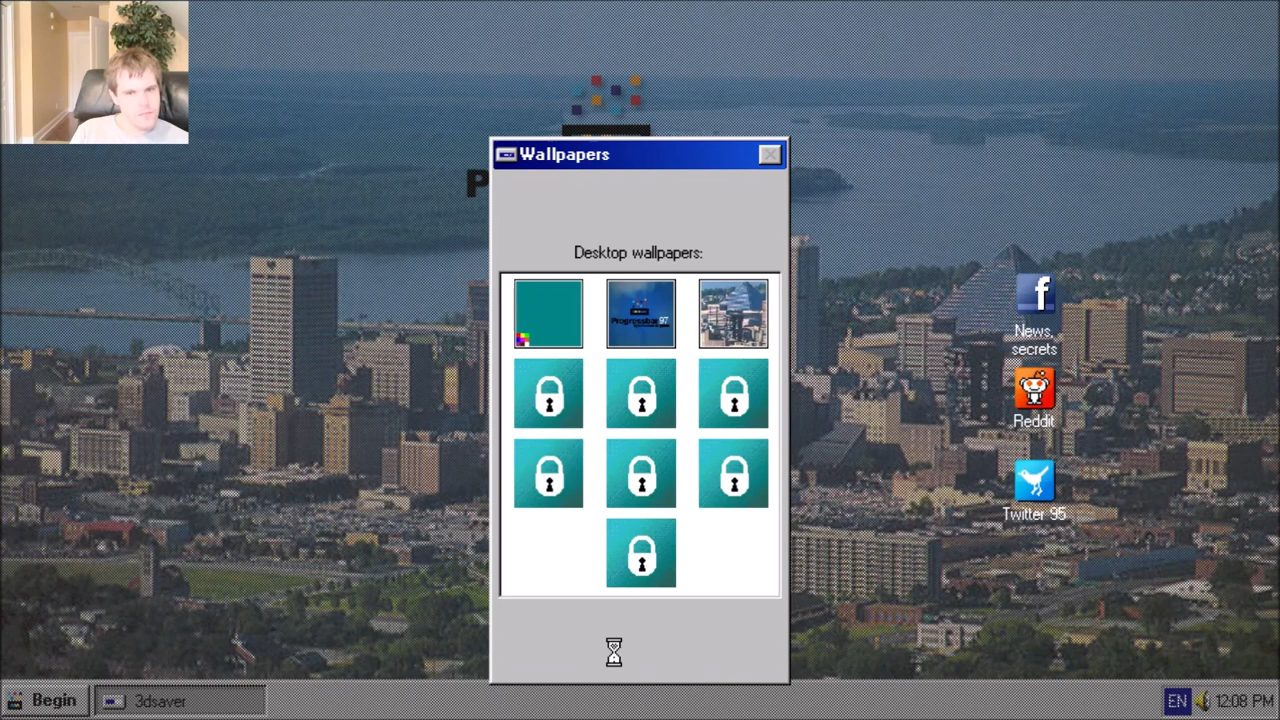 P
Wallpapers
Desktop wallpapers:
Progressbar 97
News,
secrets
Reddit
Twitter 95
Begin
3dsaver
EN
12:08 PM